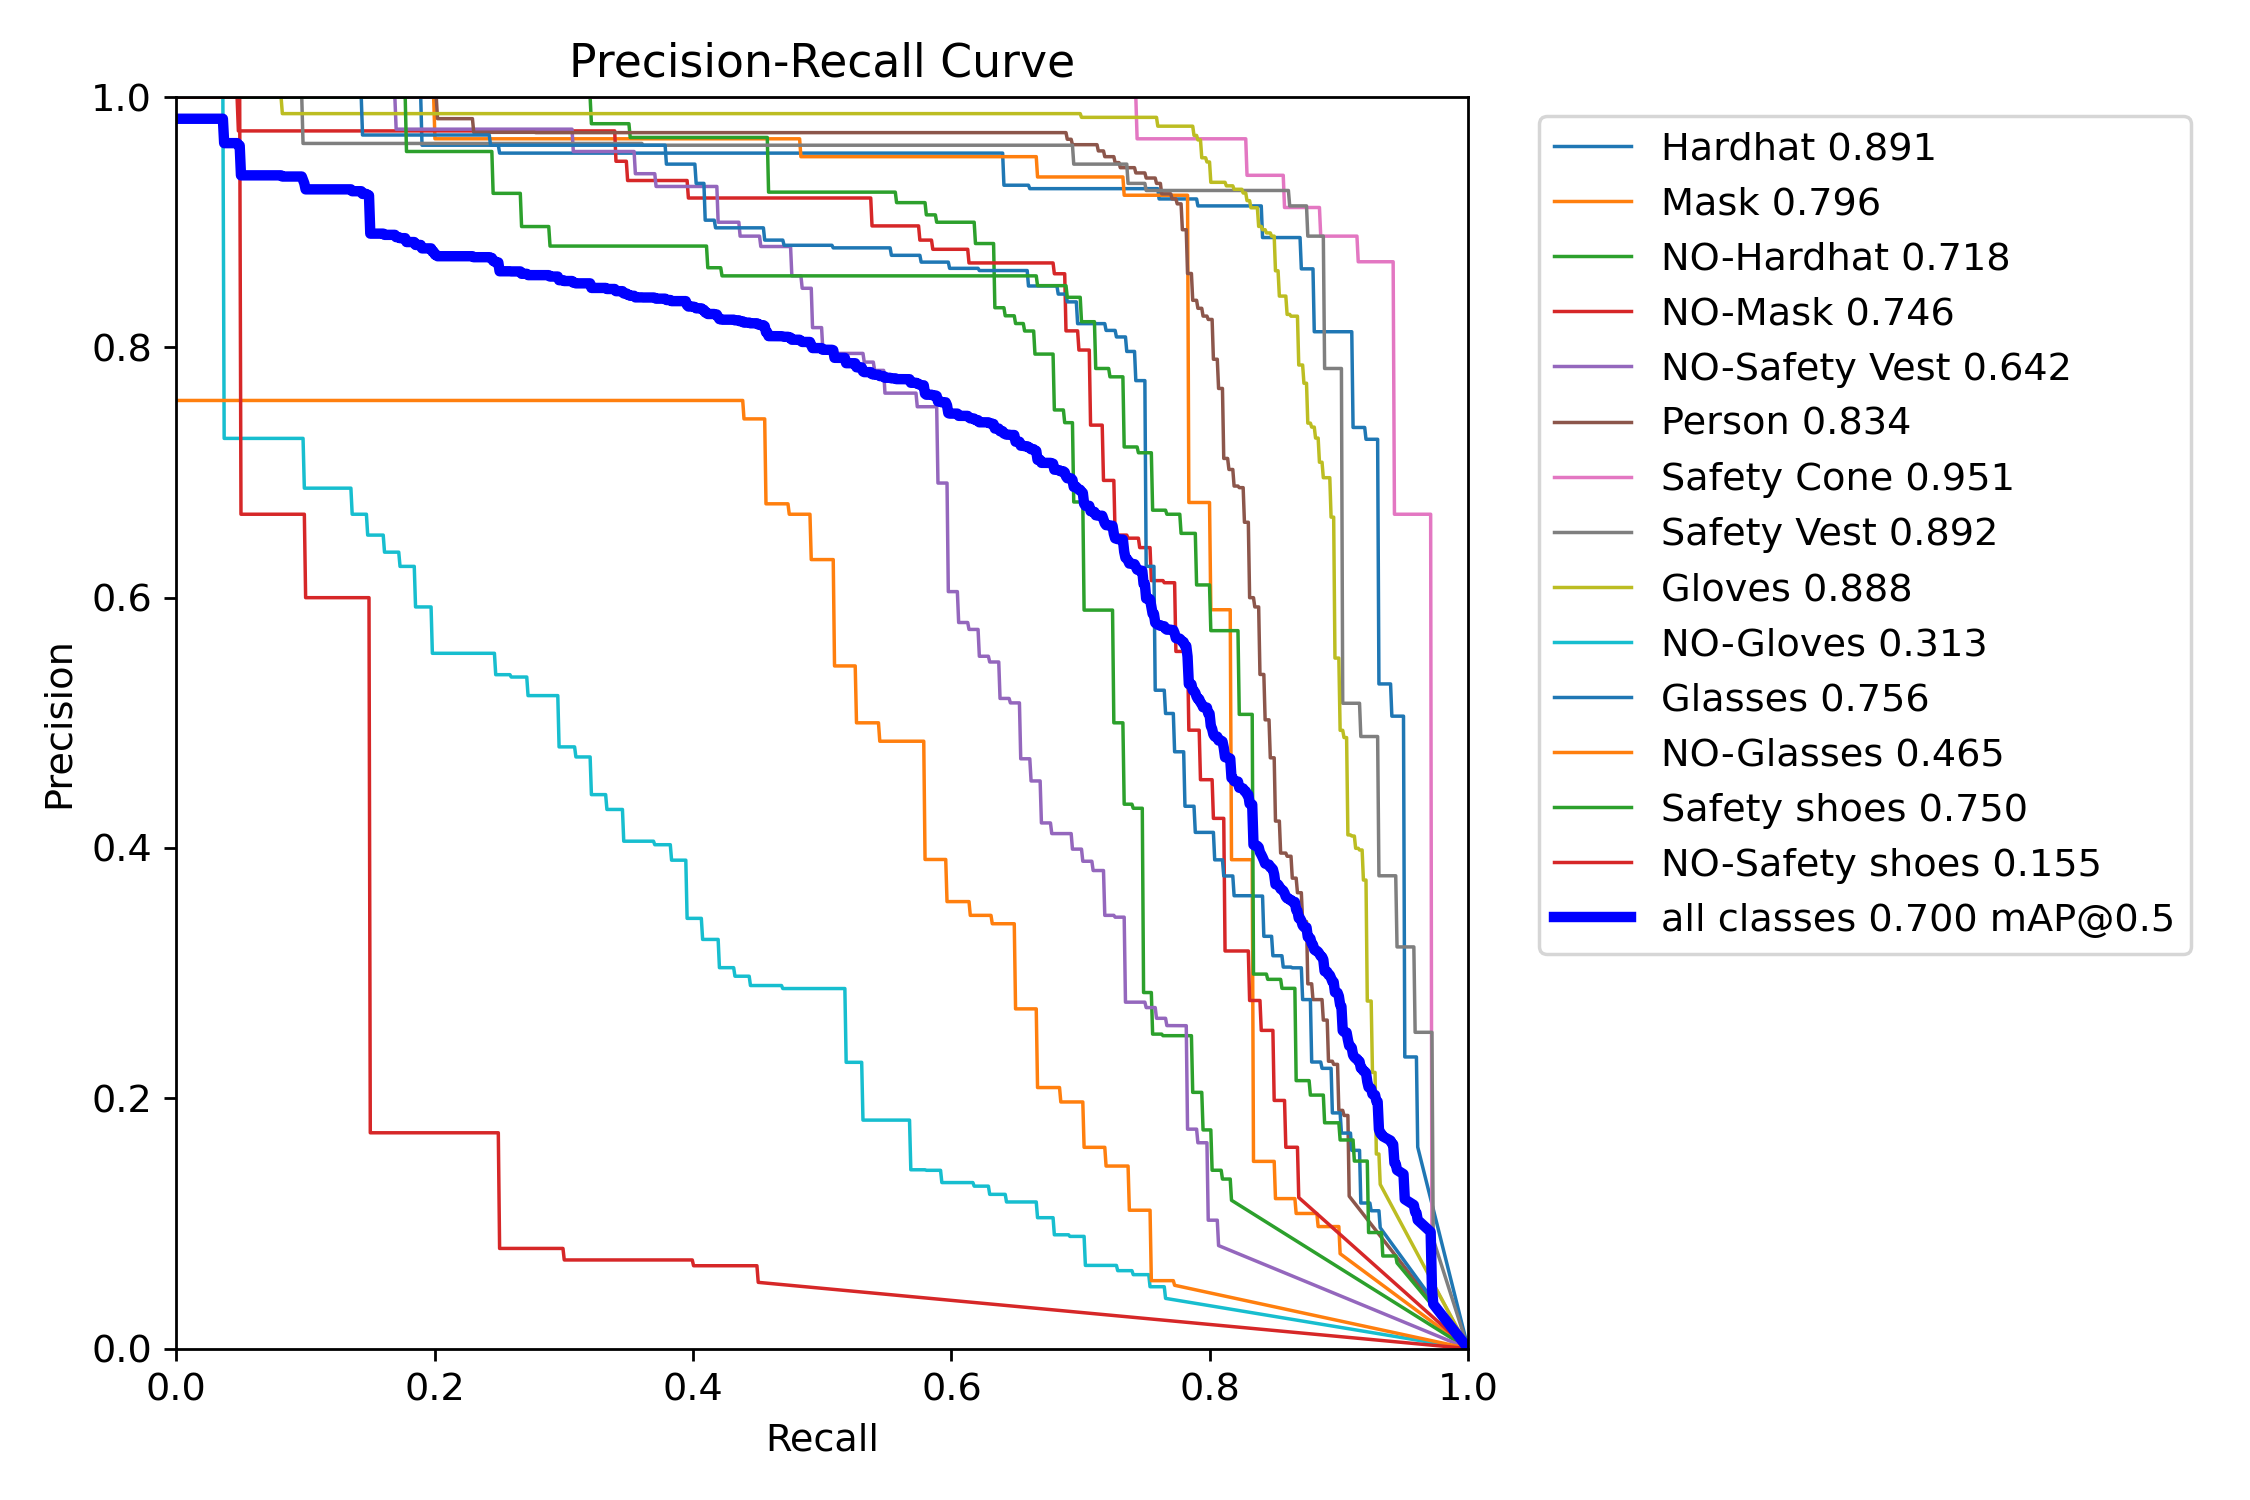 Precision-Recall Curve
1.0
0.8
0.6
0.4
0.2
0.0
Precision
0.0 0.2 0.4 0.6 0.8 1.0
Recall
Hardhat 0.891
Mask 0.796
NO-Hardhat 0.718
NO-Mask 0.746
NO-Safety Vest 0.642
Person 0.834
Safety Cone 0.951
Safety Vest 0.892
Gloves 0.888
NO-Gloves 0.313
Glasses 0.756
NO-Glasses 0.465
Safety shoes 0.750
NO-Safety shoes 0.155
all classes 0.700 mAP@0.5